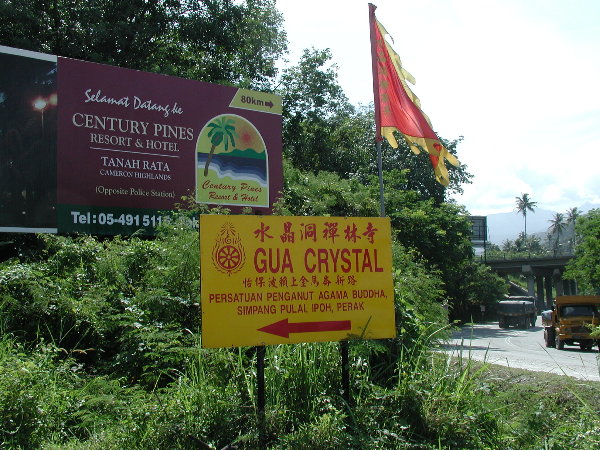 Selamat Datang ke
80km
CENTURY PINES
RESORT & HOTEL
TANAH RATA
CAMERON HIGHLANDS
(Opposite Police Station)
Tel: 05-491 511
Century Pines
Resort & Hotel
水晶洞禪林寺
GUA CRYSTAL
怡保波賴上金馬崙新路
PERSATUAN PENGANUT AGAMA BUDDHA,
SIMPANG PULAI, IPOH, PERAK